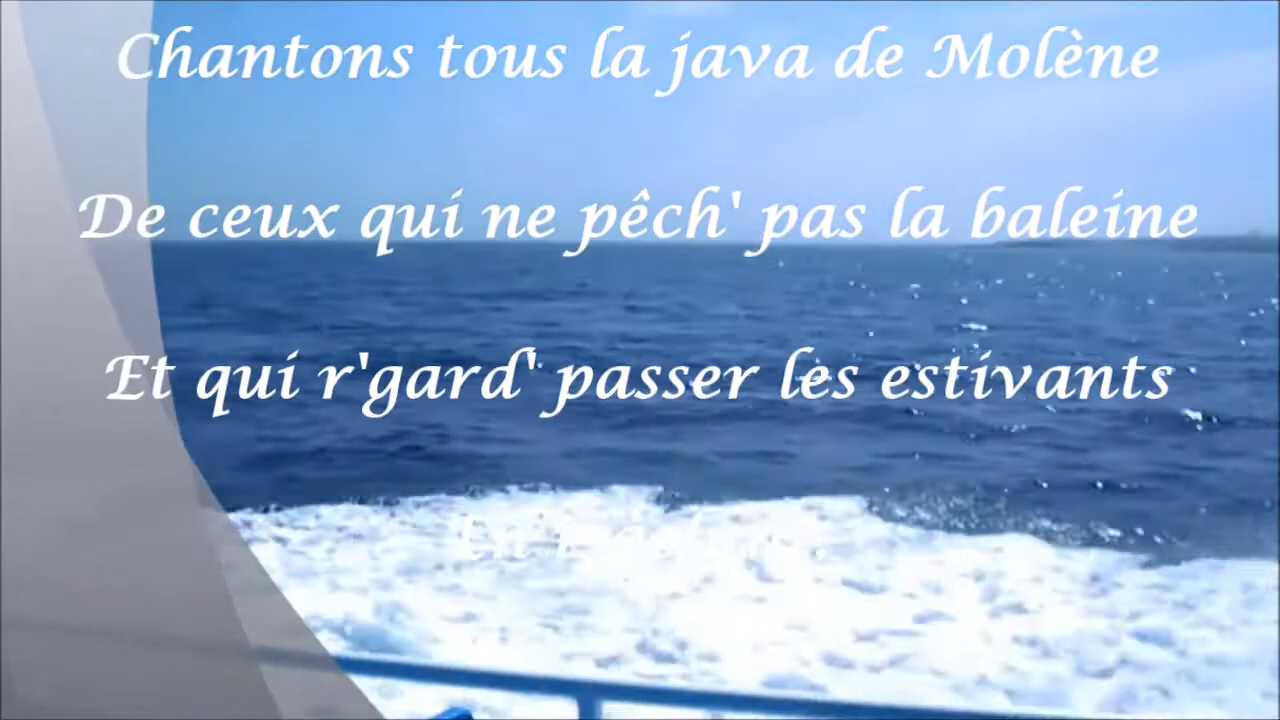 Chantons tous la java de Molène
De ceux qui ne pêch' pas la baleine
Et qui r'gard' passer les estivants
En